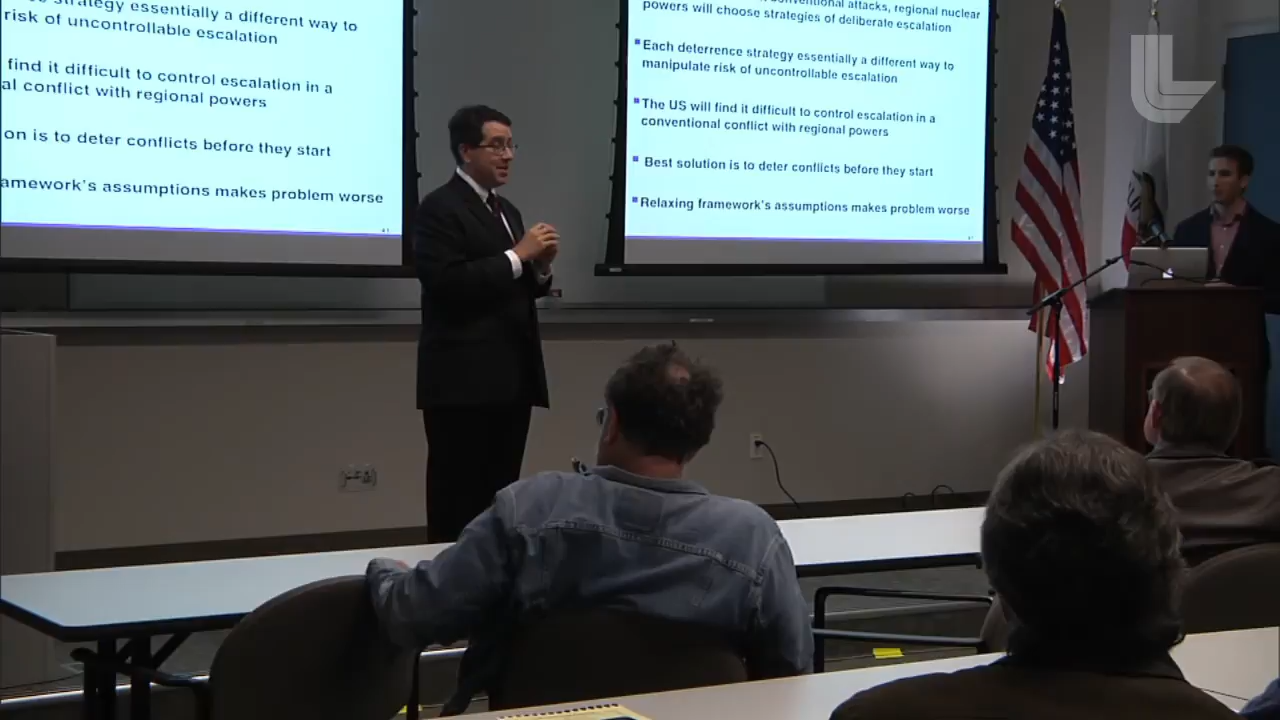 strategy essentially a different way to
risk of uncontrollable escalation
find it difficult to control escalation in a
al conflict with regional powers
on is to deter conflicts before they start
amework's assumptions makes problem worse
conventional attacks, regional nuclear
powers will choose strategies of deliberate escalation
Each deterrence strategy essentially a different way to
manipulate risk of uncontrollable escalation
The US will find it difficult to control escalation in a
conventional conflict with regional powers
Best solution is to deter conflicts before they start
Relaxing framework's assumptions makes problem worse